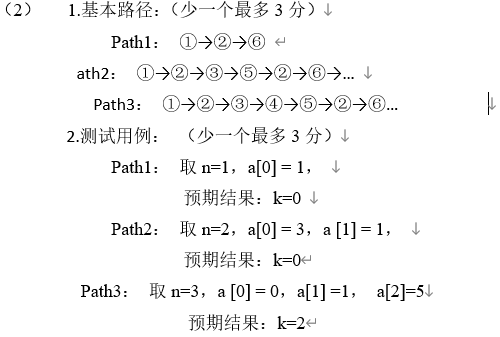 （2） 1.基本路径：（少一个最多 3 分）↓
Path1： ①→②→⑥ ↵
ath2： ①→②→③→⑤→②→⑥→... ↓
Path3： ①→②→③→④→⑤→②→⑥... ↓
2.测试用例： （少一个最多 3 分）↓
Path1： 取 n=1，a[0] = 1， ↓
预期结果：k=0 ↓
Path2： 取 n=2，a[0] = 3，a [1] = 1， ↓
预期结果：k=0↵
Path3： 取 n=3，a [0] = 0，a[1] =1， a[2]=5↓
预期结果：k=2↵